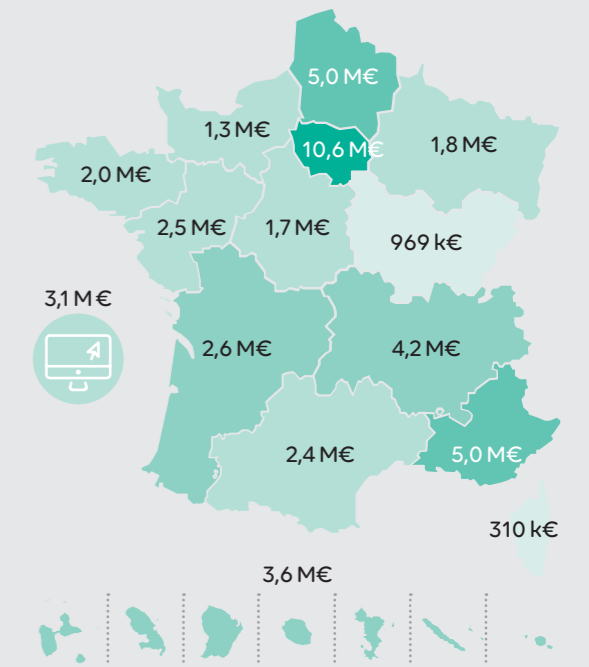 5,0 M€
1,3 M€
10,6 M€
1,8 M€
2,0 M€
2,5 M€
1,7 M€
969 k€
3,1 M €
2,6 M€
4,2 M€
2,4 M€
5,0 M€
310 k€
3,6 M€